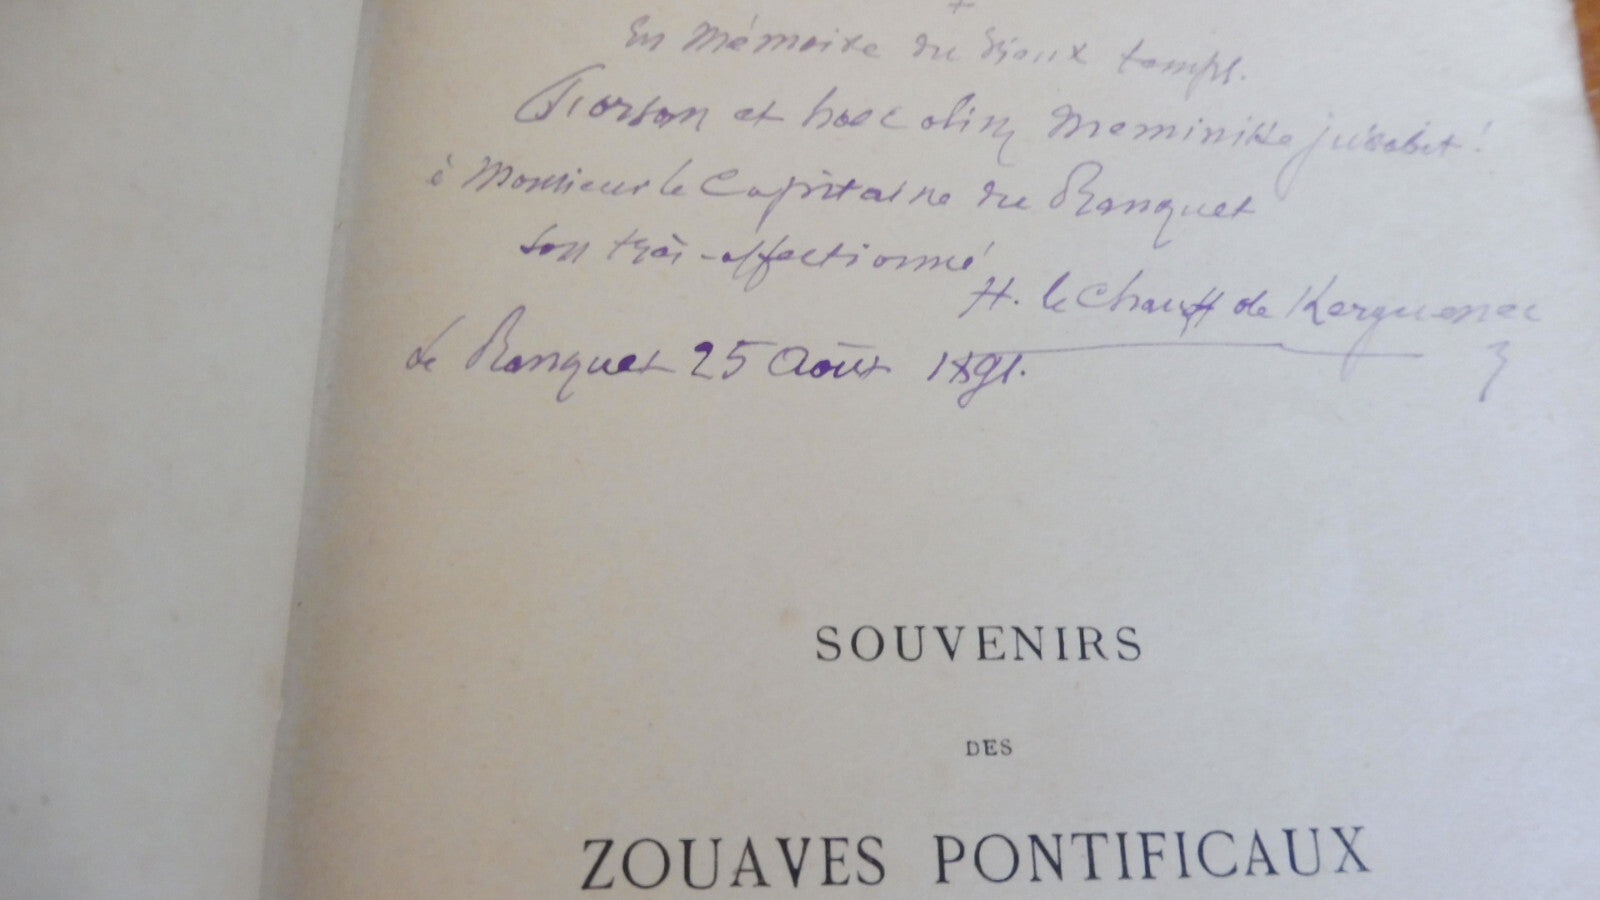 +
En Mémoire du vieux temps.
Forsan et haec olim meminisse juvabit!
à Monsieur le Capitaine du Ranquet
son très-affectionné
H. le Chauff de Kerguenec
Le Ranquet 25 Août 1891.
SOUVENIRS
DES
ZOUAVES PONTIFICAUX